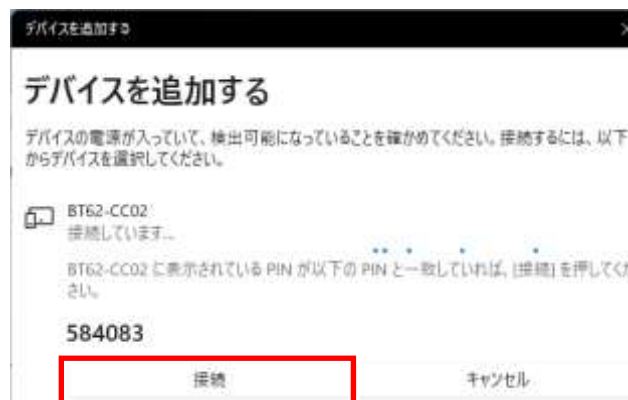 デバイスを追加する
デバイスを追加する
デバイスの電源が入っていて、検出可能になっていることを確かめてください。接続するには、以下
からデバイスを選択してください。
BT62-CC02
接続しています...
BT62-CC02 に表示されている PIN が以下の PIN と一致していれば、[接続] を押してくだ
さい。
584083
接続 キャンセル